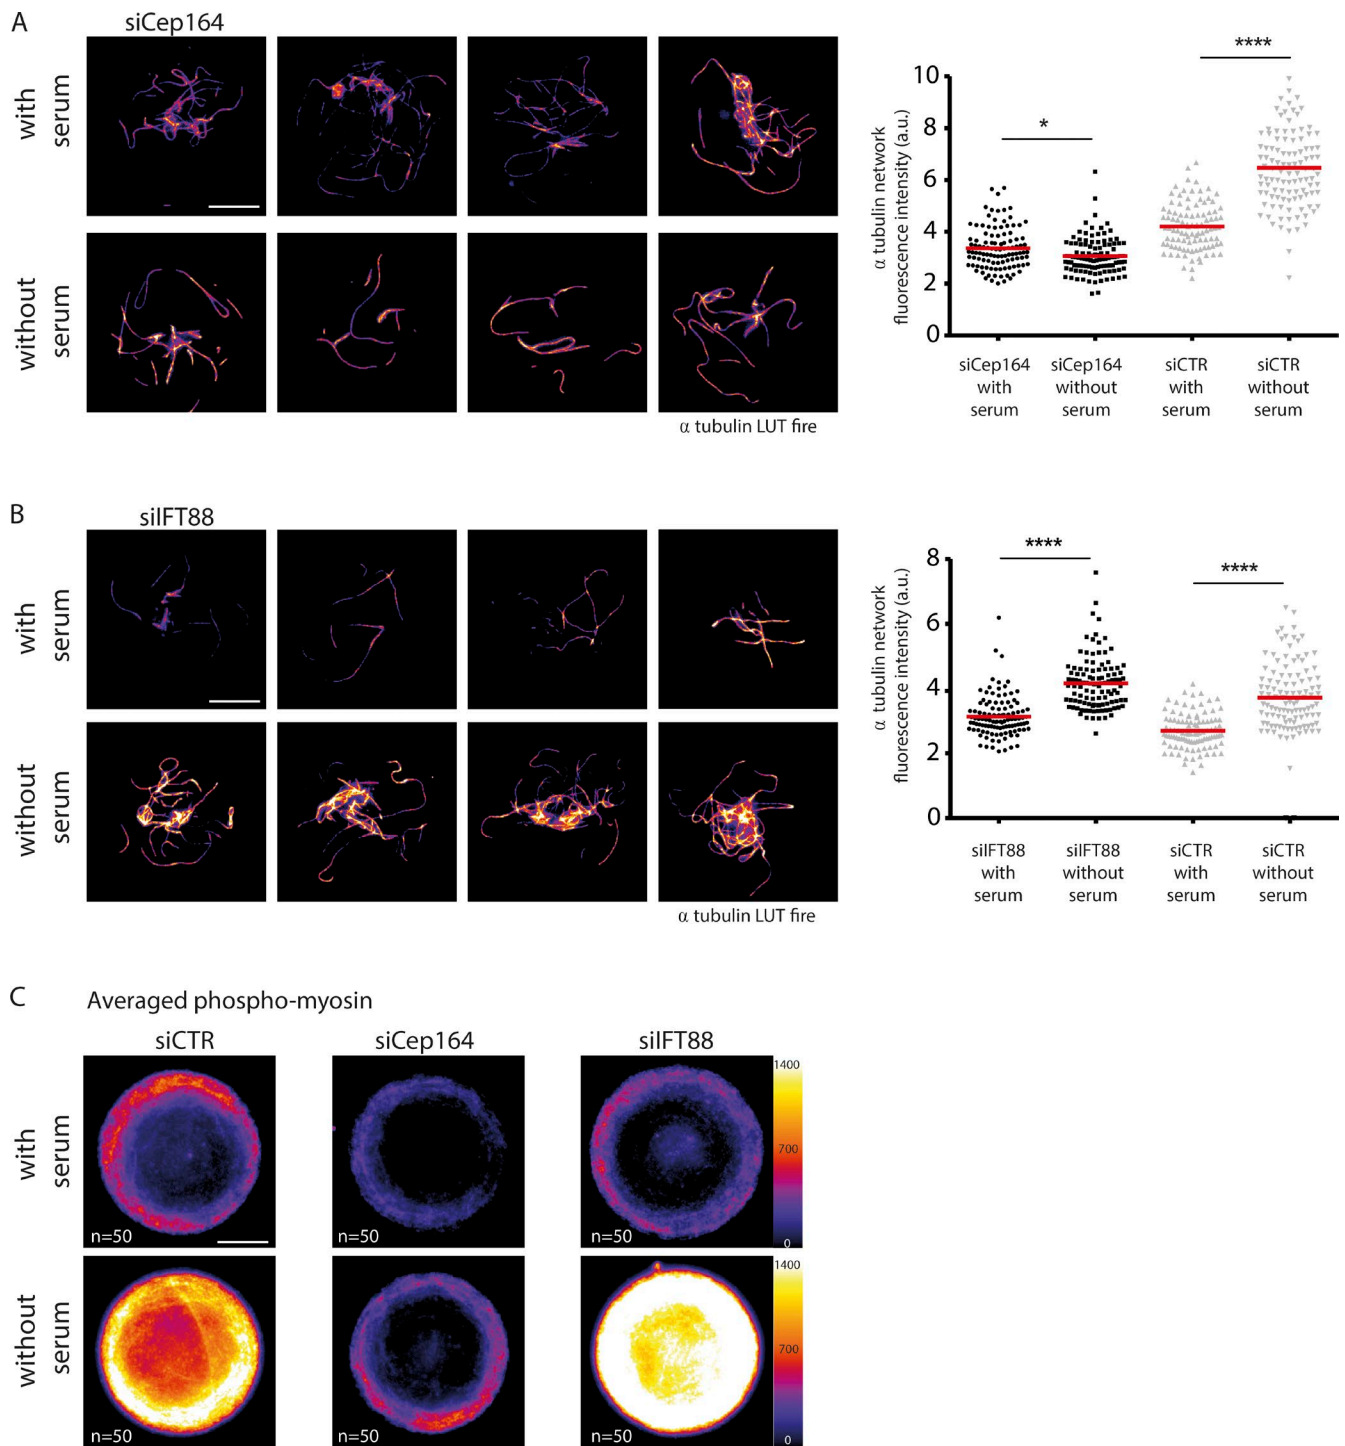 A
siCep164
with
serum
without
serum
α tubulin LUT fire
α tubulin network
fluorescence intensity (a.u.)
10
8
6
4
2
0
*
****
siCep164
with
serum
siCep164
without
serum
siCTR
with
serum
siCTR
without
serum
B
siIFT88
with
serum
without
serum
α tubulin LUT fire
α tubulin network
fluorescence intensity (a.u.)
8
6
4
2
0
****
****
siIFT88
with
serum
siIFT88
without
serum
siCTR
with
serum
siCTR
without
serum
C
Averaged phospho-myosin
siCTR
siCep164
siIFT88
with
serum
n=50
n=50
n=50
1400
700
0
without
serum
n=50
n=50
n=50
1400
700
0